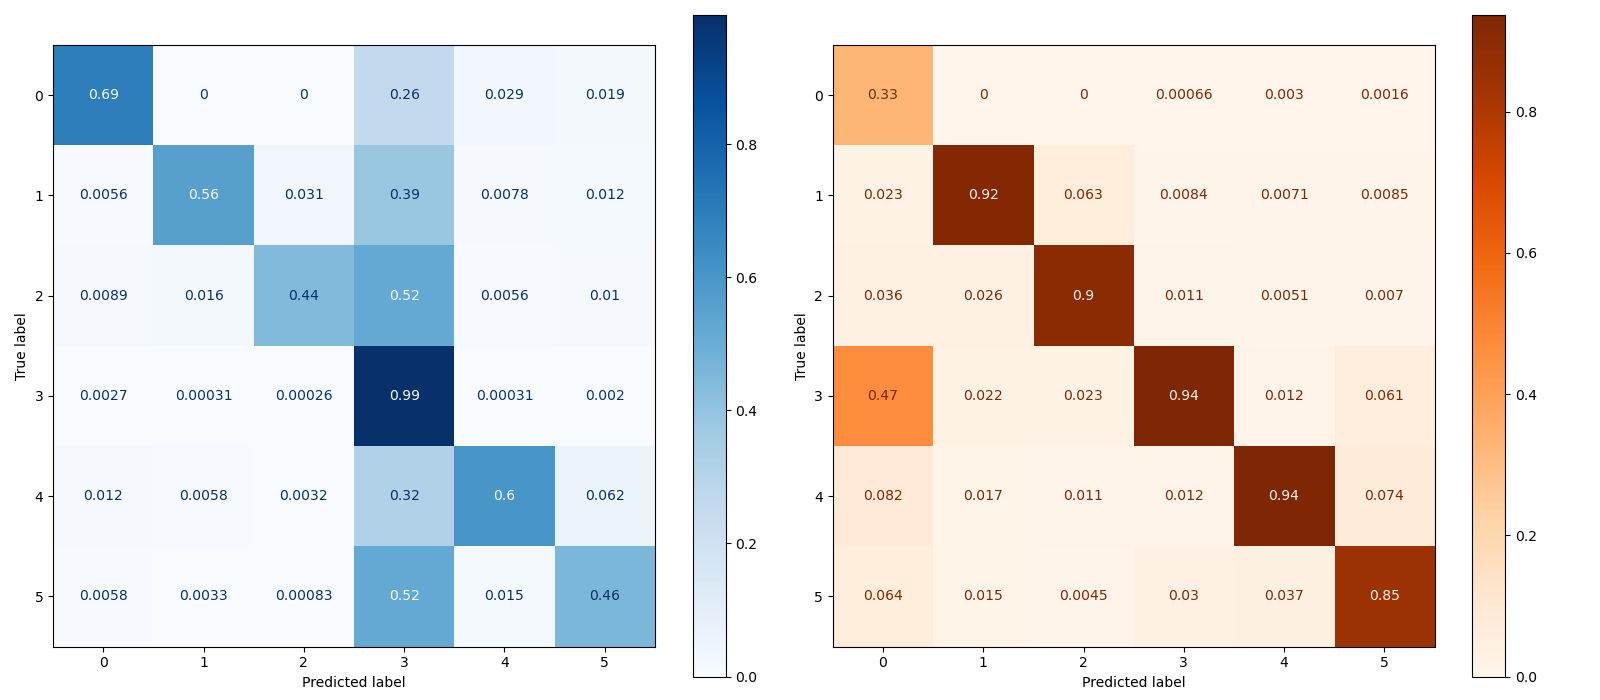 0 0.69 0 0 0.26 0.029 0.019
1 0.0056 0.56 0.031 0.39 0.0078 0.012
2 0.0089 0.016 0.44 0.52 0.0056 0.01
3 0.0027 0.00031 0.00026 0.99 0.00031 0.002
4 0.012 0.0058 0.0032 0.32 0.6 0.062
5 0.0058 0.0033 0.00083 0.52 0.015 0.46
0 1 2 3 4 5
Predicted label
True label
0.8
0.6
0.4
0.2
0.0
0 0.33 0 0 0.00066 0.003 0.0016
1 0.023 0.92 0.063 0.0084 0.0071 0.0085
2 0.036 0.026 0.9 0.011 0.0051 0.007
3 0.47 0.022 0.023 0.94 0.012 0.061
4 0.082 0.017 0.011 0.012 0.94 0.074
5 0.064 0.015 0.0045 0.03 0.037 0.85
0 1 2 3 4 5
Predicted label
True label
0.8
0.6
0.4
0.2
0.0